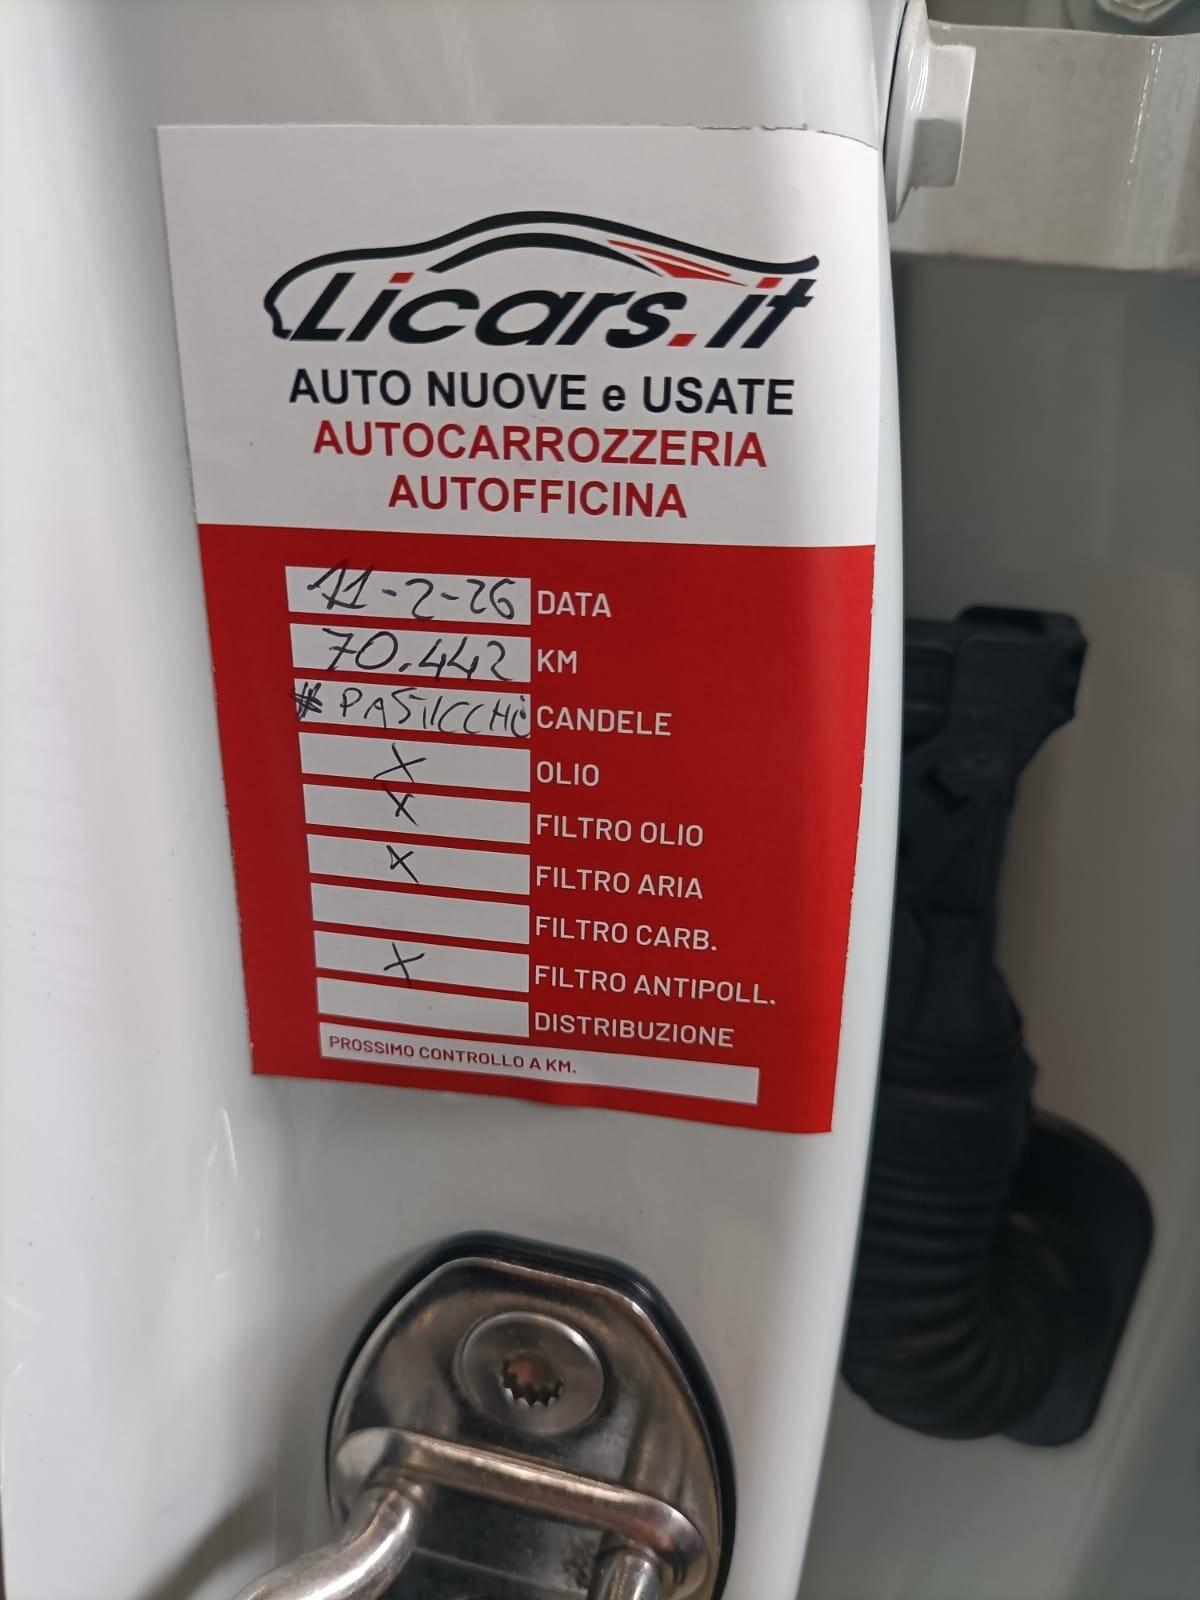 Licars.it
AUTO NUOVE e USATE
AUTOCARROZZERIA
AUTOFFICINA
11-2-26 DATA
70.442 KM
CANDELE
X OLIO
X FILTRO OLIO
X FILTRO ARIA
FILTRO CARB.
X FILTRO ANTIPOLL.
DISTRIBUZIONE
PROSSIMO CONTROLLO A KM.